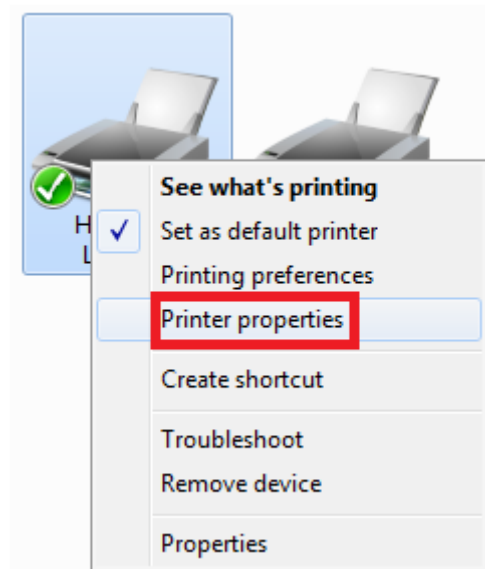 See what's printing
Set as default printer
Printing preferences
Printer properties
Create shortcut
Troubleshoot
Remove device
Properties